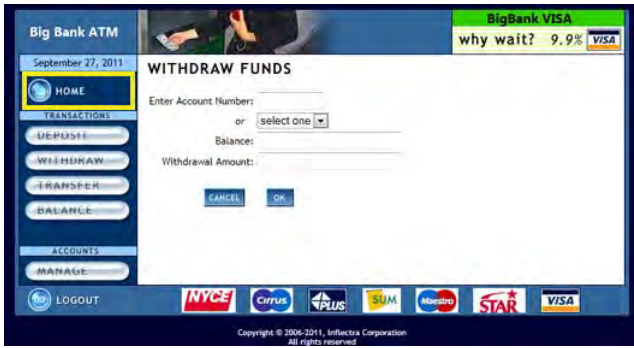 Big Bank ATM
BigBank VISA
why wait? 9.9% VISA
September 27, 2011
HOME
TRANSACTIONS
DEPOSIT
WITHDRAW
TRANSFER
BALANCE
ACCOUNTS
MANAGE
LOGOUT
WITHDRAW FUNDS
Enter Account Number:
or select one
Balance:
Withdrawal Amount:
CANCEL OK
NYCE Cirrus PLUS SUM Maestro STAR VISA
Copyright © 2006-2011, Inflectra Corporation
All rights reserved